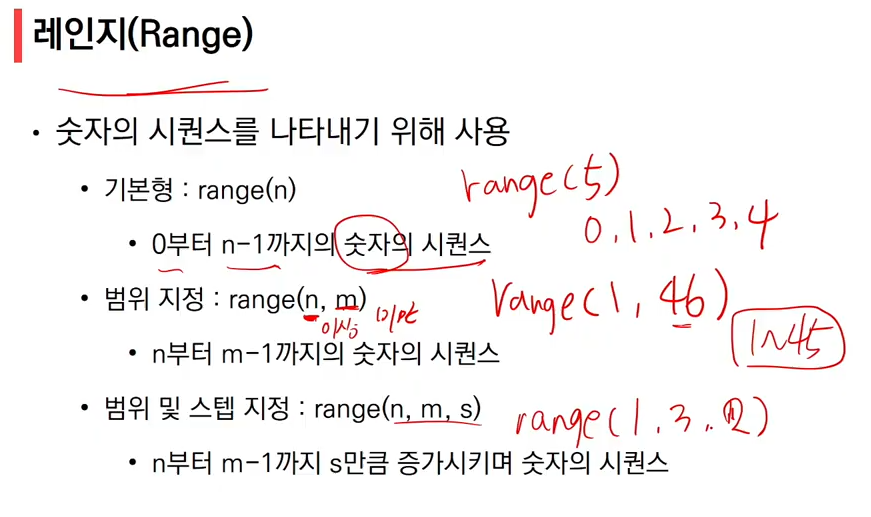 레인지(Range)
• 숫자의 시퀀스를 나타내기 위해 사용
• 기본형 : range(n)
range(5)
• 0부터 n-1까지의 숫자의 시퀀스
0, 1, 2, 3, 4
• 범위 지정 : range(n, m)
이상 미만
range(1, 46)
1~45
• n부터 m-1까지의 숫자의 시퀀스
• 범위 및 스텝 지정 : range(n, m, s)
range(1, 3, 2)
• n부터 m-1까지 s만큼 증가시키며 숫자의 시퀀스